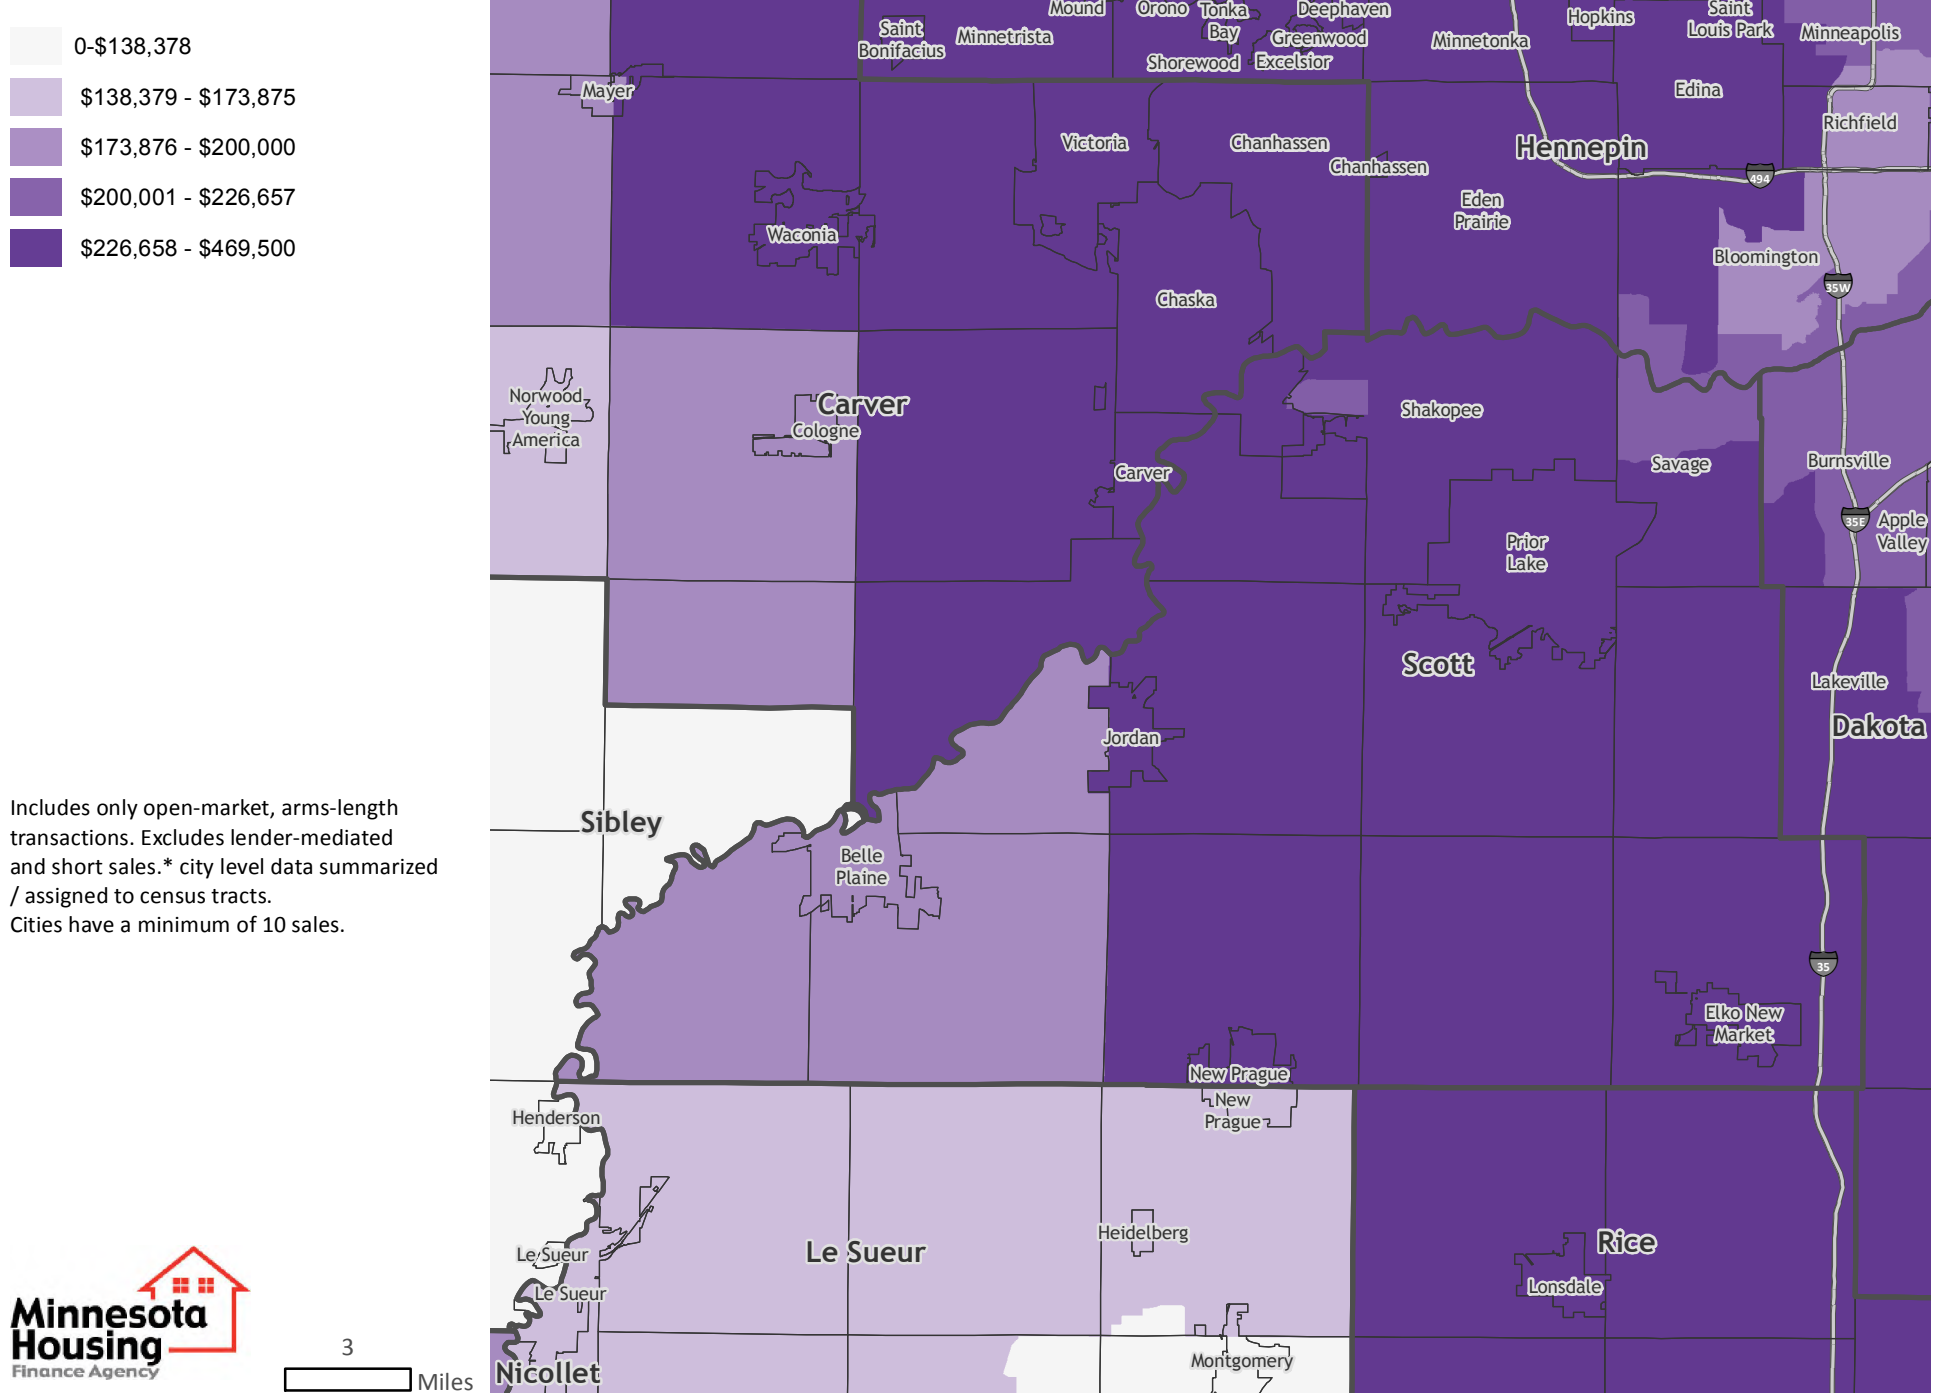 0-$138,378
$138,379 - $173,875
$173,876 - $200,000
$200,001 - $226,657
$226,658 - $469,500
Includes only open-market, arms-length
transactions. Excludes lender-mediated
and short sales.* city level data summarized
/ assigned to census tracts.
Cities have a minimum of 10 sales.
Minnesota
Housing
Finance Agency
3
Miles
Mound
Orono
Tonka
Bay
Deephaven
Greenwood
Saint
Bonifacius
Minnetrista
Shorewood
Excelsior
Minnetonka
Hopkins
Saint
Louis Park
Minneapolis
Mayer
Edina
Richfield
Victoria
Chanhassen
Chanhassen
Hennepin
494
Eden
Prairie
Waconia
Bloomington
35W
Chaska
Norwood
Young
America
Carver
Cologne
Shakopee
Carver
Savage
Burnsville
35E
Apple
Valley
Prior
Lake
Scott
Lakeville
Dakota
Jordan
Sibley
Belle
Plaine
35
Elko New
Market
New Prague
New
Prague
Henderson
Heidelberg
Le Sueur
Le Sueur
Le Sueur
Rice
Lonsdale
Montgomery
Nicollet